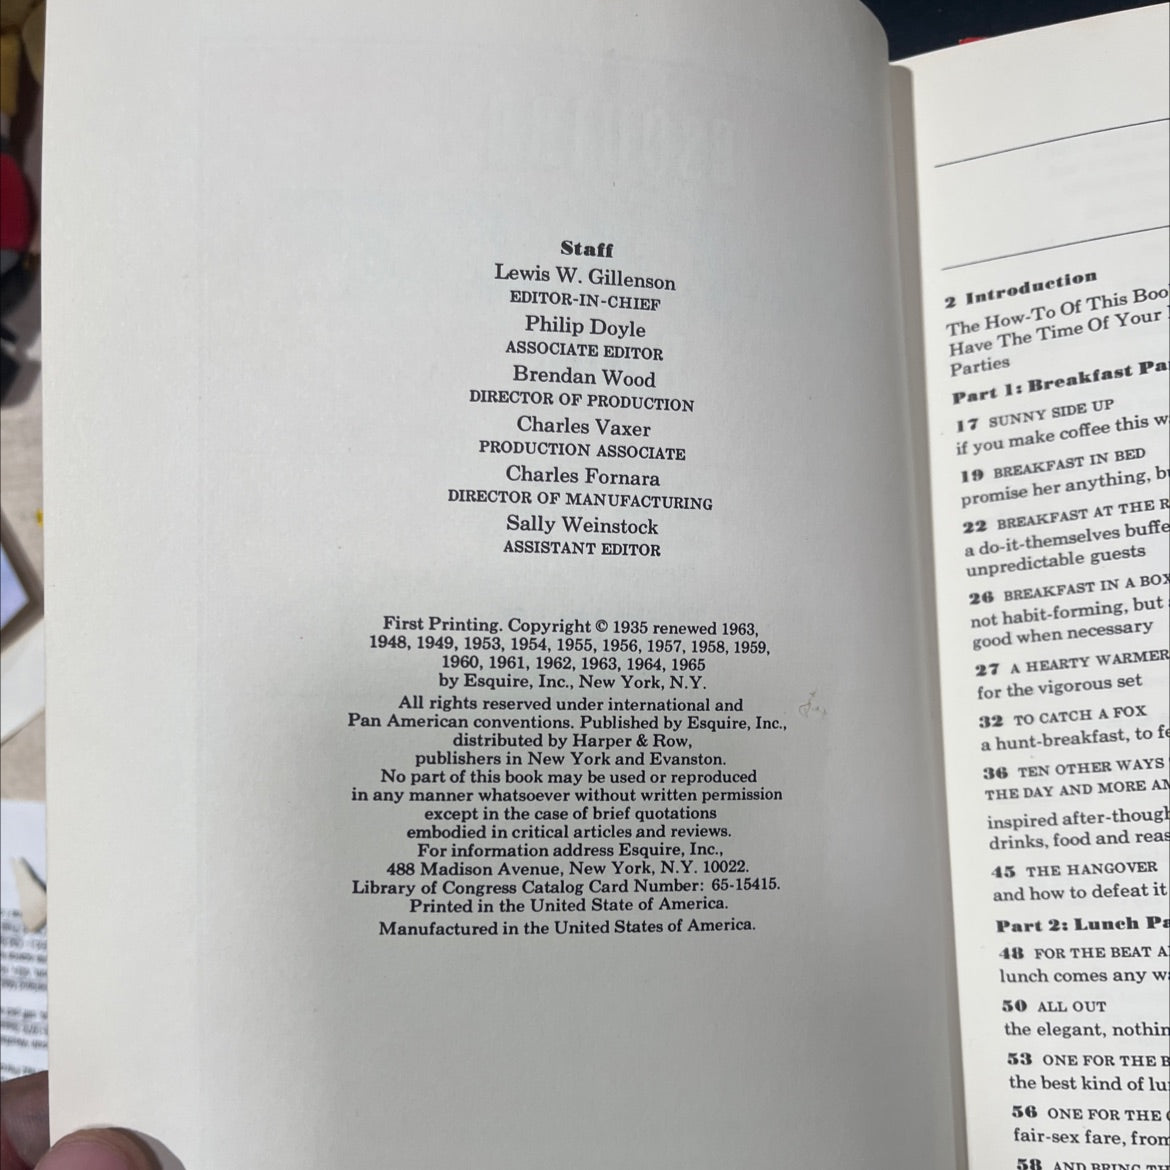 Staff
Lewis W. Gillenson
EDITOR-IN-CHIEF
Philip Doyle
ASSOCIATE EDITOR
Brendan Wood
DIRECTOR OF PRODUCTION
Charles Vaxer
PRODUCTION ASSOCIATE
Charles Fornara
DIRECTOR OF MANUFACTURING
Sally Weinstock
ASSISTANT EDITOR
First Printing. Copyright © 1935 renewed 1963,
1948, 1949, 1953, 1954, 1955, 1956, 1957, 1958, 1959,
1960, 1961, 1962, 1963, 1964, 1965
by Esquire, Inc., New York, N.Y.
All rights reserved under international and
Pan American conventions. Published by Esquire, Inc.,
distributed by Harper & Row,
publishers in New York and Evanston.
No part of this book may be used or reproduced
in any manner whatsoever without written permission
except in the case of brief quotations
embodied in critical articles and reviews.
For information address Esquire, Inc.,
488 Madison Avenue, New York, N.Y. 10022.
Library of Congress Catalog Card Number: 65-15415.
Printed in the United State of America.
Manufactured in the United States of America.
2 Introduction
The How-To Of This
Have The Time Of Your
Parties
Part 1: Breakfast
17 SUNNY SIDE UP
if you make coffee this
19 BREAKFAST IN BED
promise her anything,
22 BREAKFAST AT THE
a do-it-themselves
unpredictable guests
26 BREAKFAST IN A BOX
not habit-forming, but
good when necessary
27 A HEARTY WARMER
for the vigorous set
32 TO CATCH A FOX
a hunt-breakfast, to
36 TEN OTHER WAYS
THE DAY AND MORE
inspired
drinks, food and
45 THE HANGOVER
and how to defeat it
Part 2: Lunch
48 FOR THE BEAT
lunch comes any
50 ALL OUT
the elegant,
53 ONE FOR THE
the best kind of
56 ONE FOR THE
fair-sex fare, from
58 AND BRING